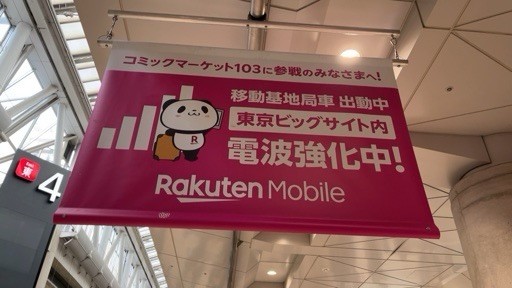 コミックマーケット103に参戦のみなさまへ!
移動基地局車 出動中
東京ビッグサイト内
電波強化中!
R
Rakuten Mobile
東
4